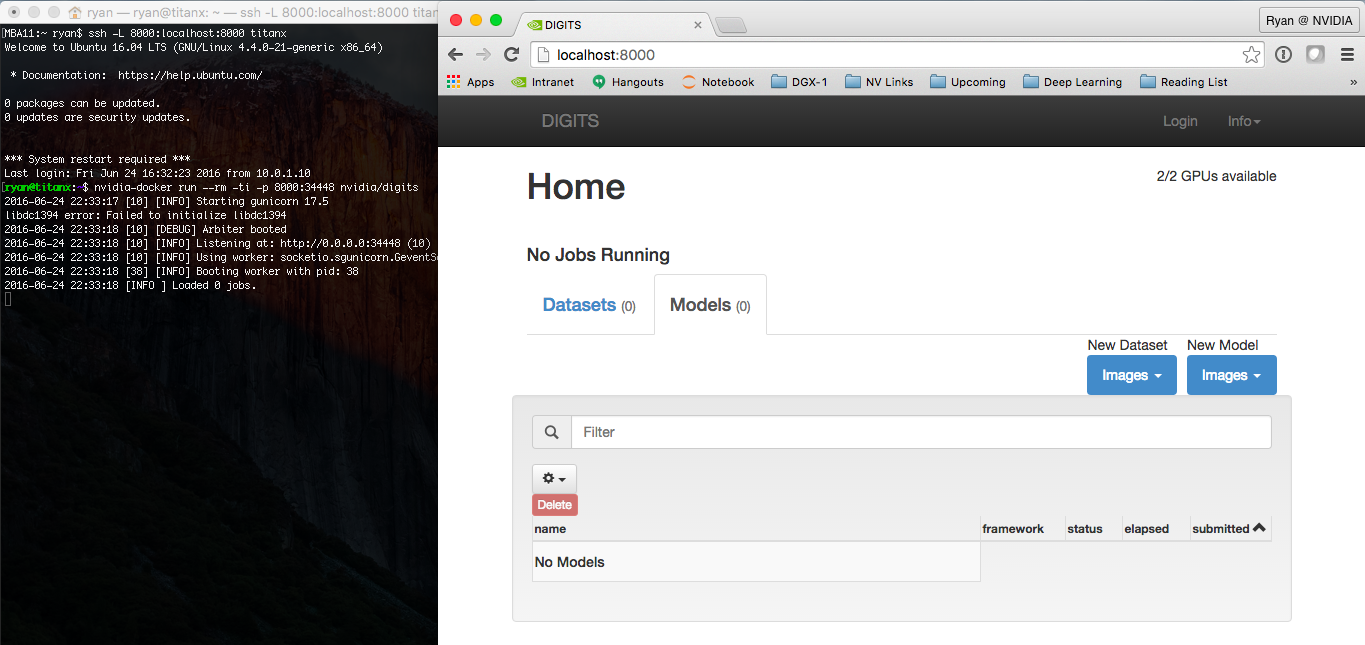 ryan — ryan@titanx: ~ — ssh -L 8000:localhost:8000 titan
[MBA11:~ ryan$ ssh -L 8000:localhost:8000 titanx
Welcome to Ubuntu 16.04 LTS (GNU/Linux 4.4.0-21-generic x86_64)
* Documentation:  https://help.ubuntu.com/
0 packages can be updated.
0 updates are security updates.
*** System restart required ***
Last login: Fri Jun 24 16:32:23 2016 from 10.0.1.10
[ryan@titanx:~$ nvidia-docker run --rm -ti -p 8000:34448 nvidia/digits
2016-06-24 22:33:17 [10] [INFO] Starting gunicorn 17.5
libdc1394 error: Failed to initialize libdc1394
2016-06-24 22:33:18 [10] [DEBUG] Arbiter booted
2016-06-24 22:33:18 [10] [INFO] Listening at: http://0.0.0.0:34448 (10)
2016-06-24 22:33:18 [10] [INFO] Using worker: socketio.sgunicorn.GeventS
2016-06-24 22:33:18 [38] [INFO] Booting worker with pid: 38
2016-06-24 22:33:18 [INFO ] Loaded 0 jobs.
DIGITS
Ryan @ NVIDIA
localhost:8000
Apps Intranet Hangouts Notebook DGX-1 NV Links Upcoming Deep Learning Reading List »
DIGITS Login Info
Home
2/2 GPUs available
No Jobs Running
Datasets (0) Models (0)
New Dataset New Model
Images Images
Filter
Delete
name framework status elapsed submitted
No Models